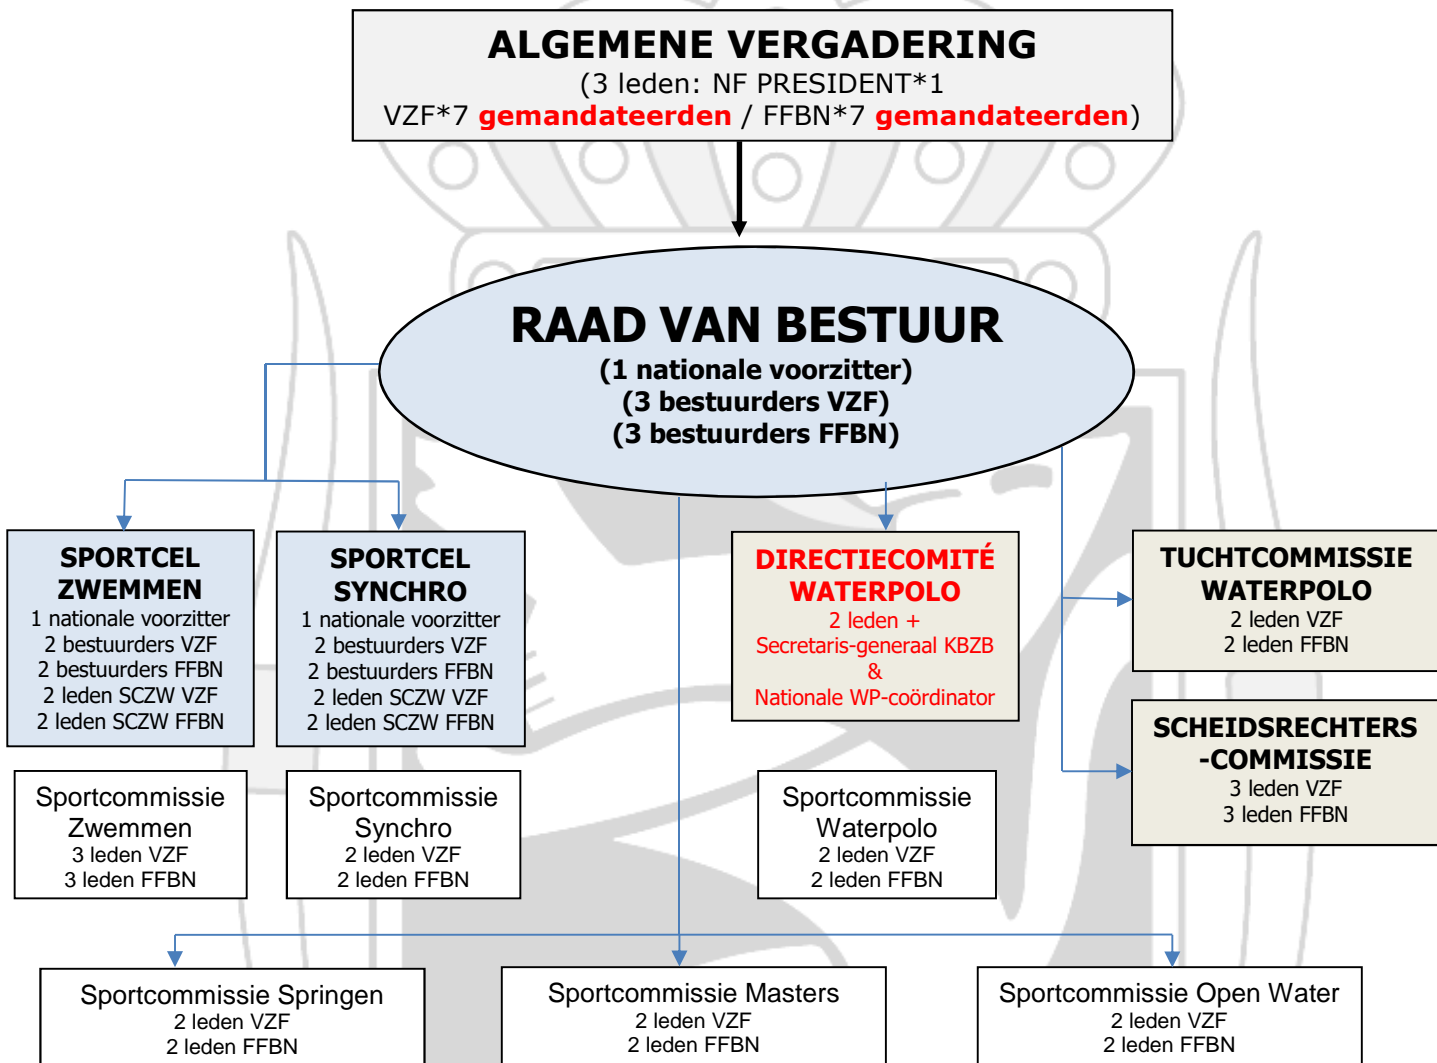 ALGEMENE VERGADERING
(3 leden: NF PRESIDENT*1
VZF*7 gemandateerden / FFBN*7 gemandateerden)
RAAD VAN BESTUUR
(1 nationale voorzitter)
(3 bestuurders VZF)
(3 bestuurders FFBN)
SPORTCEL
ZWEMMEN
1 nationale voorzitter
2 bestuurders VZF
2 bestuurders FFBN
2 leden SCZW VZF
2 leden SCZW FFBN
SPORTCEL
SYNCHRO
1 nationale voorzitter
2 bestuurders VZF
2 bestuurders FFBN
2 leden SCZW VZF
2 leden SCZW FFBN
DIRECTIECOMITÉ
WATERPOLO
2 leden +
Secretaris-generaal KBZB
&
Nationale WP-coördinator
TUCHTCOMMISSIE
WATERPOLO
2 leden VZF
2 leden FFBN
SCHEIDSRECHTERS
-COMMISSIE
3 leden VZF
3 leden FFBN
Sportcommissie
Zwemmen
3 leden VZF
3 leden FFBN
Sportcommissie
Synchro
2 leden VZF
2 leden FFBN
Sportcommissie
Waterpolo
2 leden VZF
2 leden FFBN
Sportcommissie Springen
2 leden VZF
2 leden FFBN
Sportcommissie Masters
2 leden VZF
2 leden FFBN
Sportcommissie Open Water
2 leden VZF
2 leden FFBN